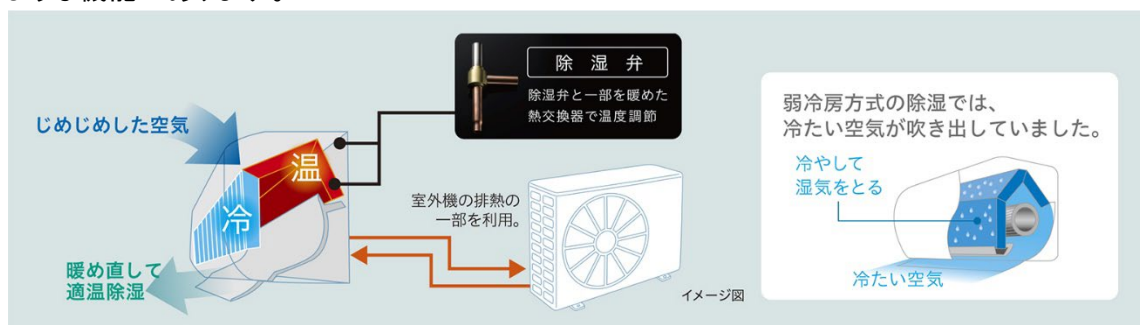 じめじめした空気
温
冷
暖め直して
適温除湿
除湿弁
除湿弁と一部を暖めた
熱交換器で温度調節
室外機の排熱の
一部を利用。
イメージ図
弱冷房方式の除湿では、
冷たい空気が吹き出していました。
冷やして
湿気をとる
冷たい空気